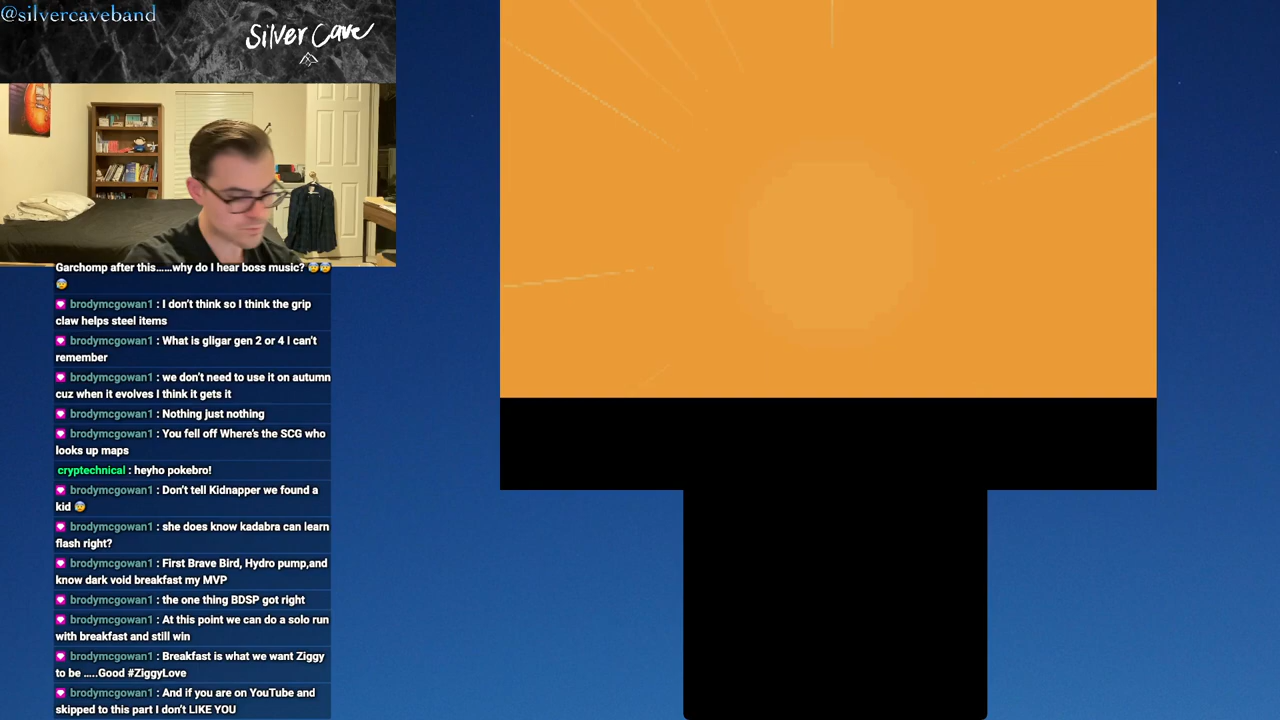 @silvercaveband
Silver Cave
Garchomp after this......why do I hear boss music? 😰😰
😰
brodymcgowan1 : I don't think so I think the grip
claw helps steel items
brodymcgowan1 : What is gligar gen 2 or 4 I can't
remember
brodymcgowan1 : we don't need to use it on autumn
cuz when it evolves I think it gets it
brodymcgowan1 : Nothing just nothing
brodymcgowan1 : You fell off Where's the SCG who
looks up maps
cryptechnical : heyho pokebro!
brodymcgowan1 : Don't tell Kidnapper we found a
kid 😰
brodymcgowan1 : she does know kadabra can learn
flash right?
brodymcgowan1 : First Brave Bird, Hydro pump,and
know dark void breakfast my MVP
brodymcgowan1 : the one thing BDSP got right
brodymcgowan1 : At this point we can do a solo run
with breakfast and still win
brodymcgowan1 : Breakfast is what we want Ziggy
to be .....Good #ZiggyLove
brodymcgowan1 : And if you are on YouTube and
skipped to this part I don't LIKE YOU